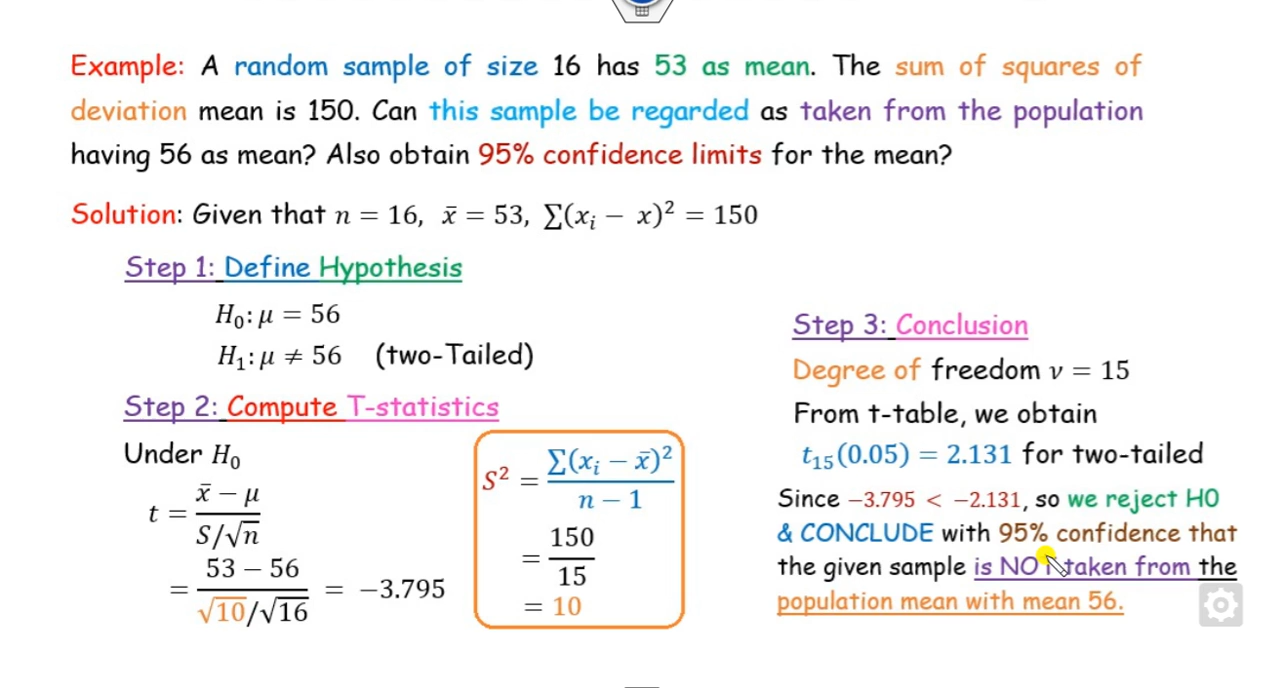 Example: A random sample of size 16 has 53 as mean. The sum of squares of
deviation mean is 150. Can this sample be regarded as taken from the population
having 56 as mean? Also obtain 95% confidence limits for the mean?
Solution: Given that n = 16, x̄ = 53, ∑(xᵢ − x)² = 150
Step 1: Define Hypothesis
H₀: μ = 56
H₁: μ ≠ 56 (two-Tailed)
Step 2: Compute T-statistics
Under H₀
t = (x̄ − μ)/(S/√n)
= (53 − 56)/(√10/√16) = −3.795
S² = ∑(xᵢ − x̄)²/(n − 1)
= 150/15
= 10
Step 3: Conclusion
Degree of freedom ν = 15
From t-table, we obtain
t₁₅(0.05) = 2.131 for two-tailed
Since −3.795 < −2.131, so we reject H0
& CONCLUDE with 95% confidence that
the given sample is NOT taken from the
population mean with mean 56.